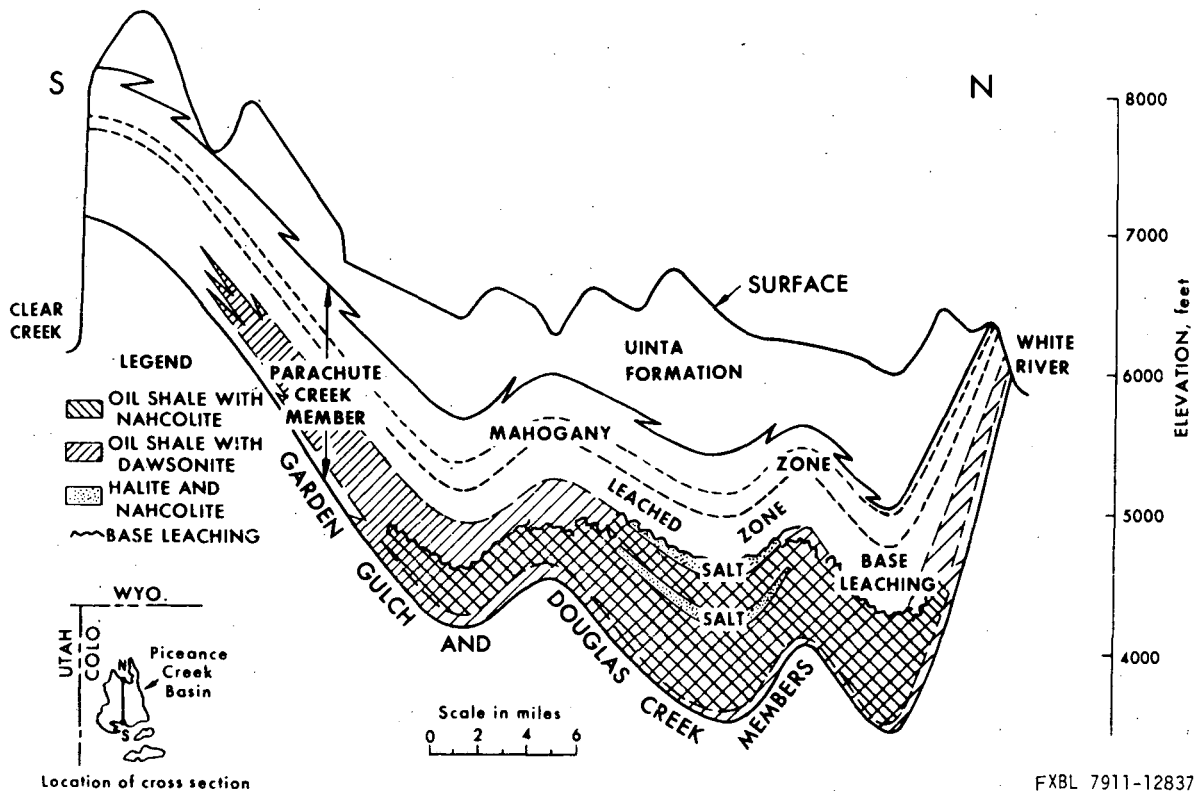 S
N
8000
7000
6000
5000
4000
ELEVATION, feet
SURFACE
CLEAR CREEK
UINTA
FORMATION
WHITE
RIVER
LEGEND
OIL SHALE WITH
NAHCOLITE
OIL SHALE WITH
DAWSONITE
HALITE AND
NAHCOLITE
BASE LEACHING
PARACHUTE
CREEK
MEMBER
MAHOGANY
ZONE
LEACHED
ZONE
SALT
SALT
BASE
LEACHING
GARDEN
GULCH
AND
DOUGLAS
CREEK
MEMBERS
WYO.
UTAH
COLO.
N
S
Piceance
Creek
Basin
Location of cross section
Scale in miles
0 2 4 6
FXBL 7911-12837